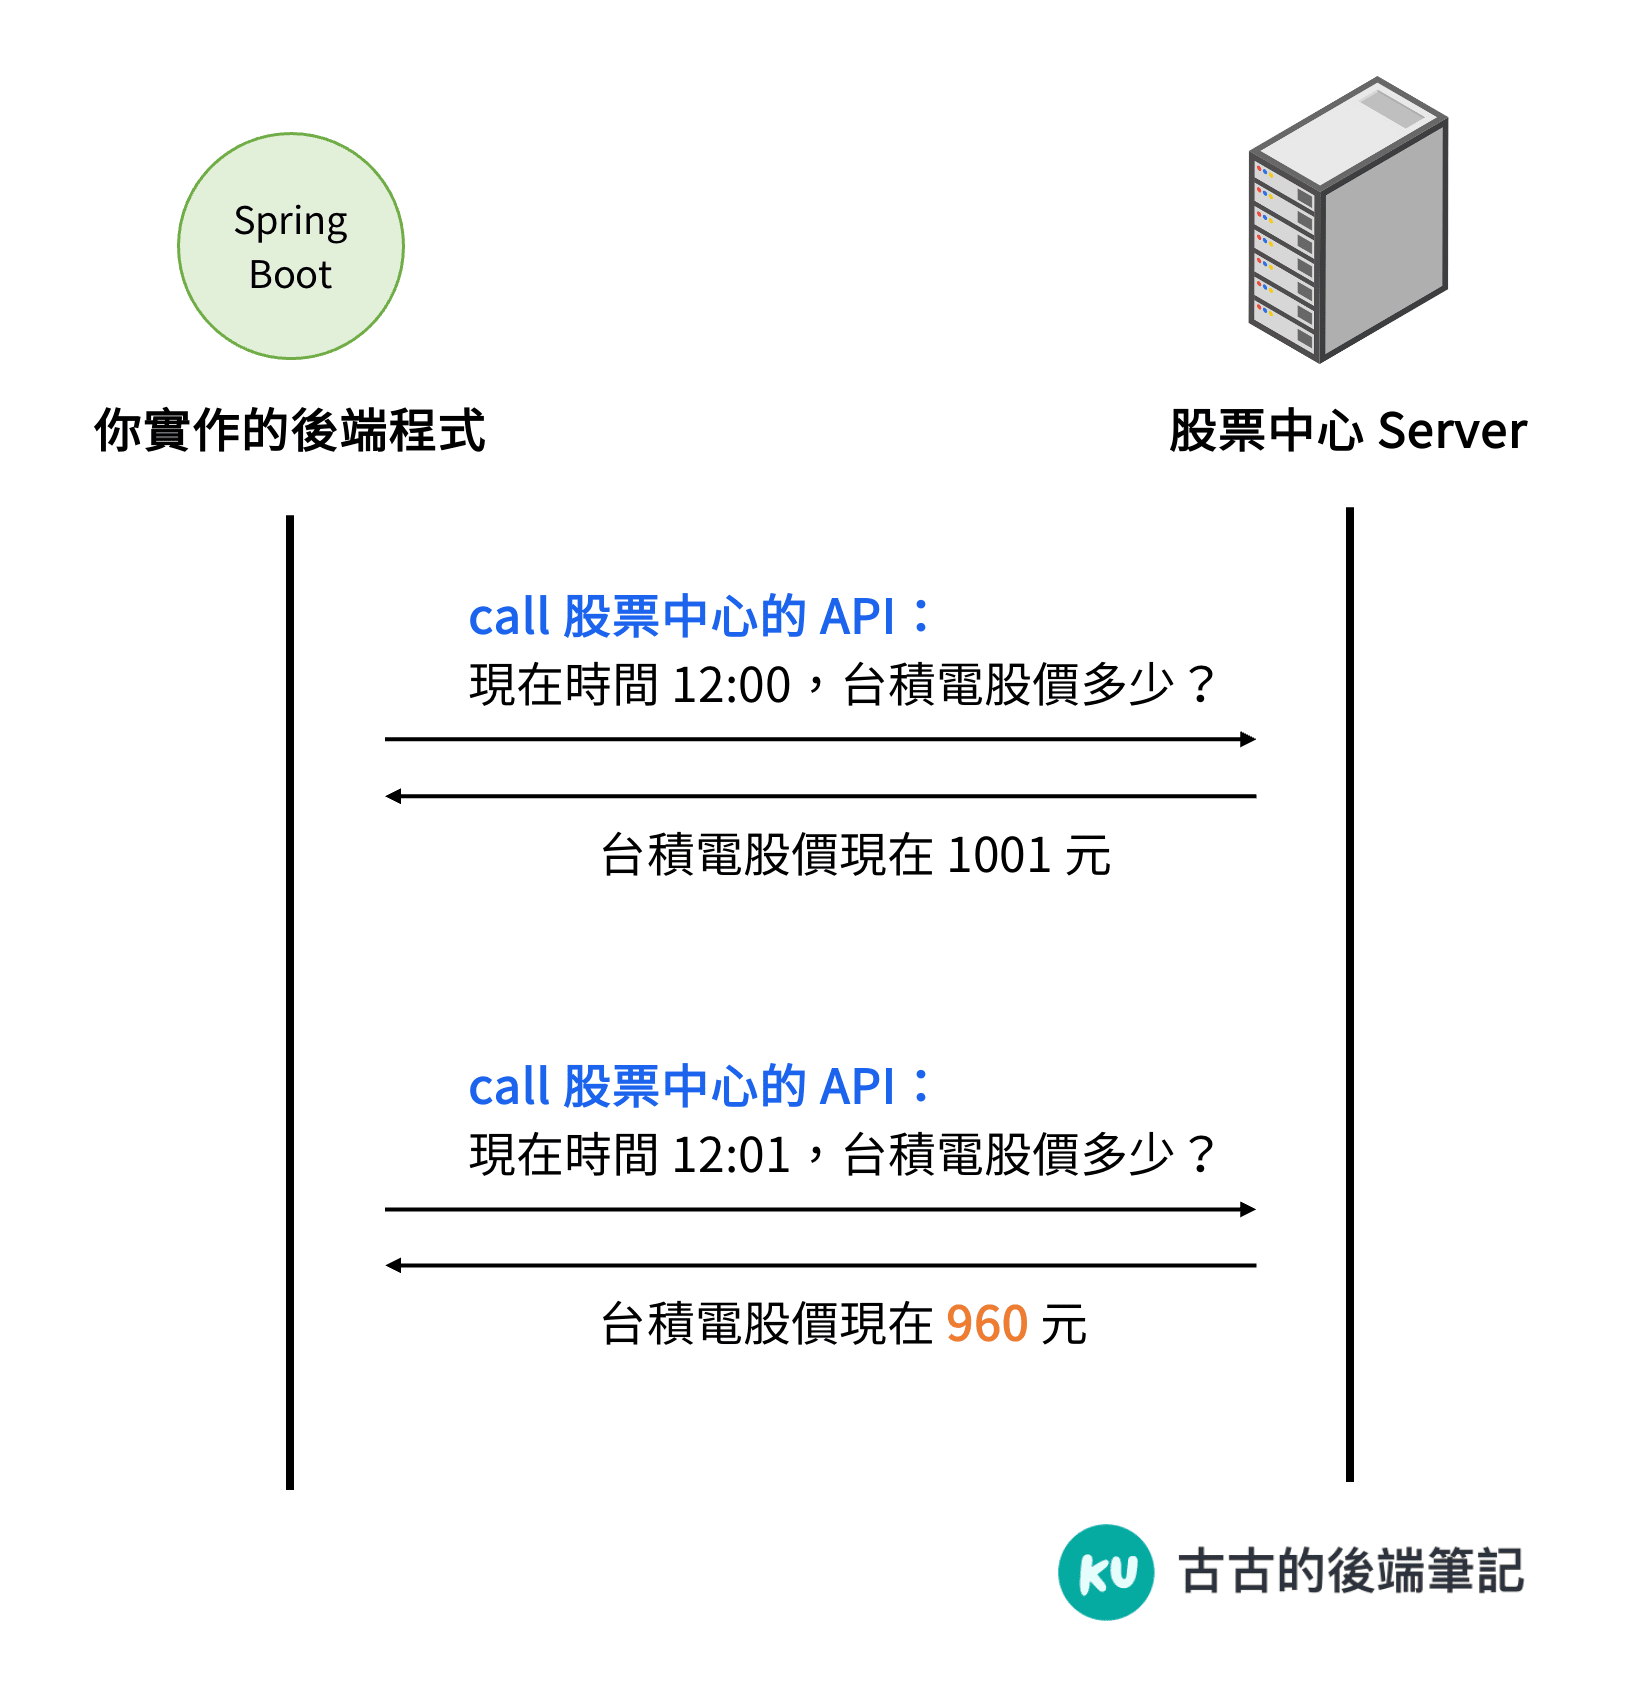 Spring
Boot
你實作的後端程式
股票中心 Server
call 股票中心的 API：
現在時間 12:00，台積電股價多少？
台積電股價現在 1001 元
call 股票中心的 API：
現在時間 12:01，台積電股價多少？
台積電股價現在 960 元
KU 古古的後端筆記